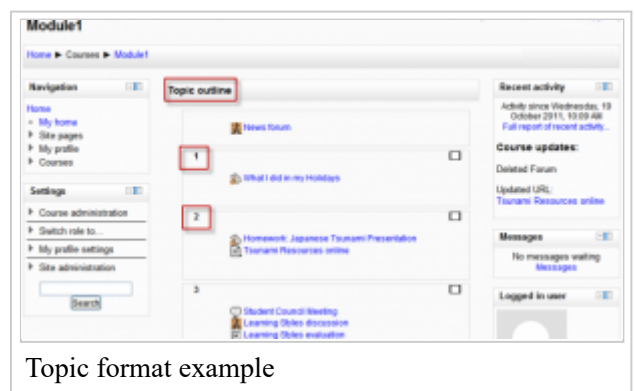 Module1
Home ► Courses ► Module1
Navigation
Home
My home
Site pages
My profile
Courses
Settings
Course administration
Switch role to...
My profile settings
Site administration
Search
Topic outline
News forum
1
What I did in my Holidays
2
Homework: Japanese Tsunami Presentation
Tsunami Resources online
3
Student Council Meeting
Learning Styles discussion
Learning Styles evaluation
Recent activity
Activity since Wednesday, 19
October 2011, 10:09 AM
Full report of recent activity...
Course updates:
Deleted Forum
Updated URL:
Tsunami Resources online
Messages
No messages waiting
Messages
Logged in user
Topic format example